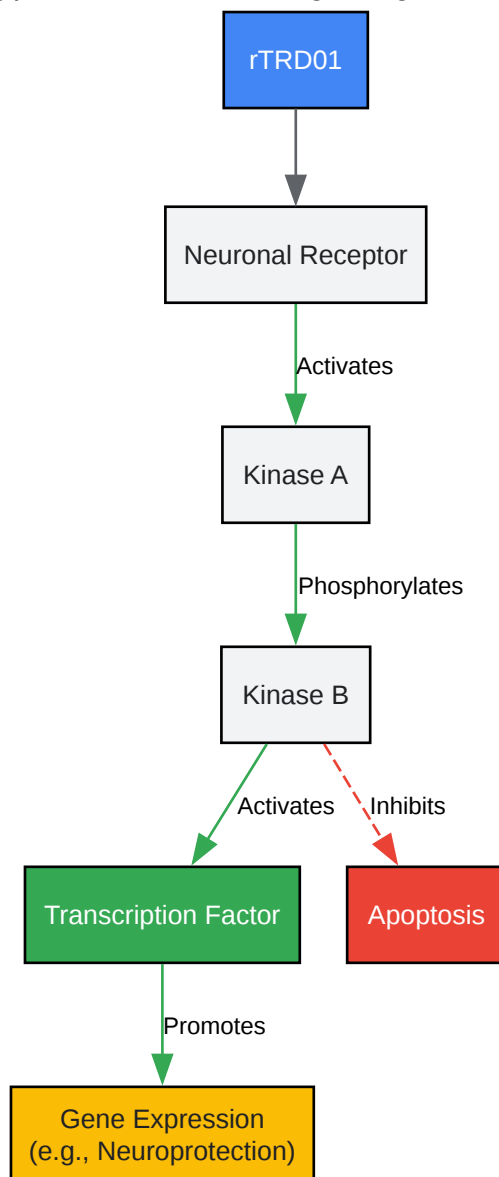 rTRD01
Neuronal Receptor
Activates
Kinase A
Phosphorylates
Kinase B
Activates
Inhibits
Transcription Factor
Apoptosis
Promotes
Gene Expression
(e.g., Neuroprotection)